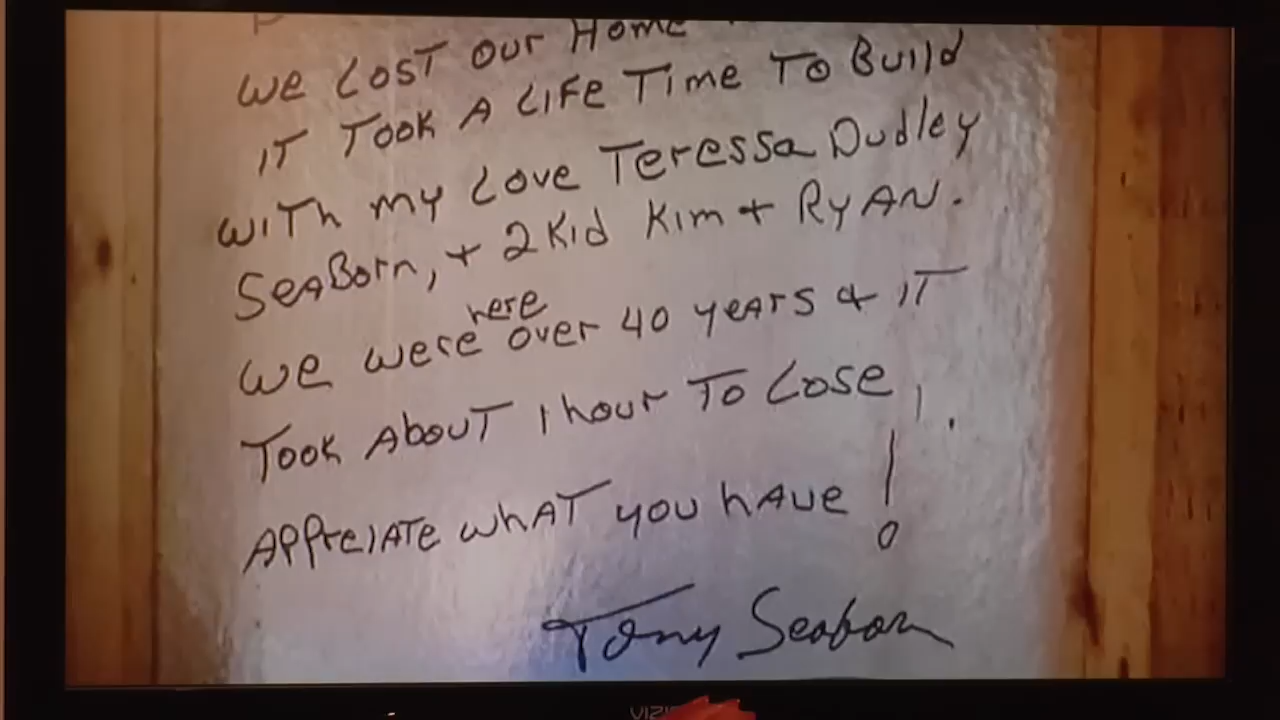 we Lost our Home
IT Took A LiFe Time To Build
with my Love Teressa Dudley
SeaBorn, + 2 Kid Kim + RyAN.
here
we were over 40 years & IT
Took About 1 hour To Lose, .
Appreiate what you have !
Tony Seaborn